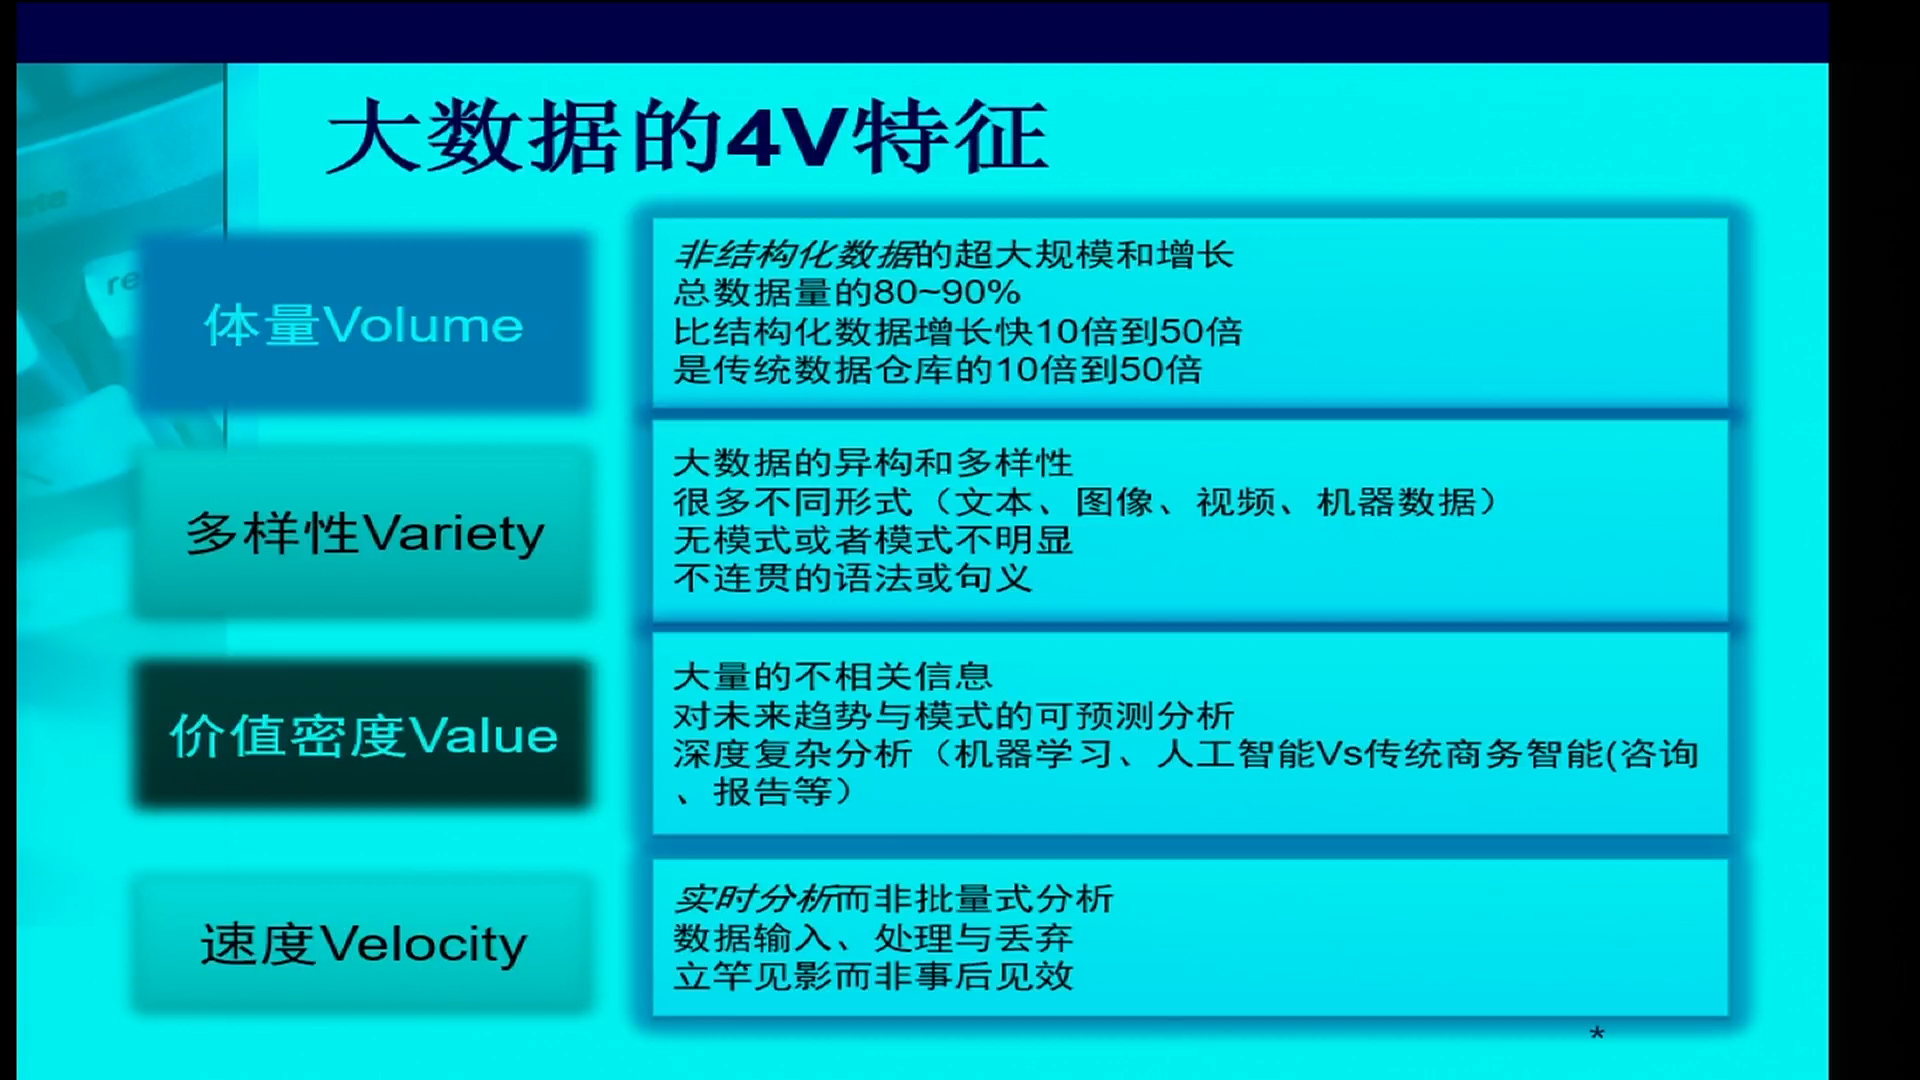 大数据的4V特征
体量Volume
非结构化数据的超大规模和增长
总数据量的80~90%
比结构化数据增长快10倍到50倍
是传统数据仓库的10倍到50倍
多样性Variety
大数据的异构和多样性
很多不同形式（文本、图像、视频、机器数据）
无模式或者模式不明显
不连贯的语法或句义
价值密度Value
大量的不相关信息
对未来趋势与模式的可预测分析
深度复杂分析（机器学习、人工智能Vs传统商务智能(咨询
、报告等）
速度Velocity
实时分析而非批量式分析
数据输入、处理与丢弃
立竿见影而非事后见效
*